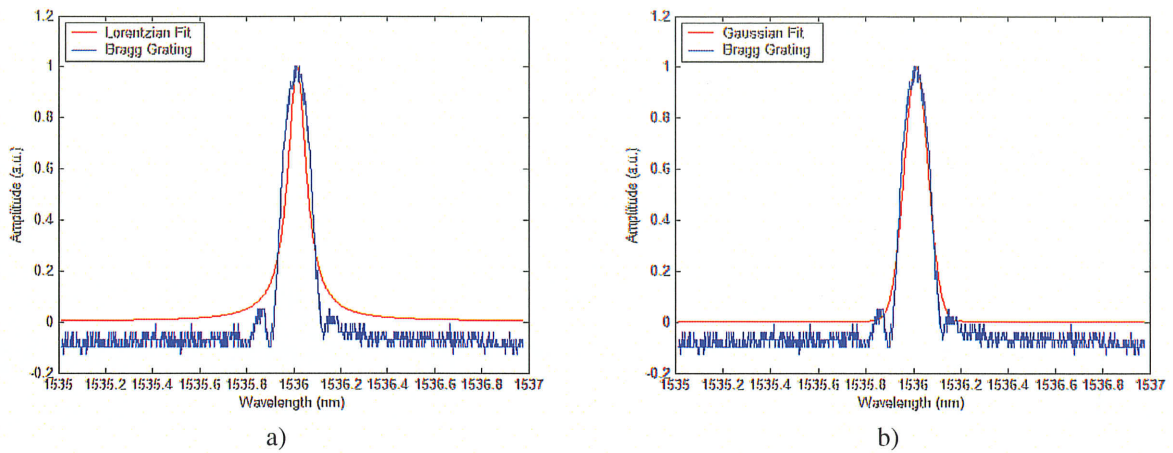 1.2
Lorentzian Fit
Bragg Grating
1
0.8
0.6
0.4
0.2
0
-0.2
Amplitude (a.u.)
1535 1535.2 1535.4 1535.6 1535.8 1536 1536.2 1536.4 1536.6 1536.8 1537
Wavelength (nm)
a)
1.2
Gaussian Fit
Bragg Grating
1
0.8
0.6
0.4
0.2
0
-0.2
Amplitude (a.u.)
1535 1535.2 1535.4 1535.6 1535.8 1536 1536.2 1536.4 1536.6 1536.8 1537
Wavelength (nm)
b)